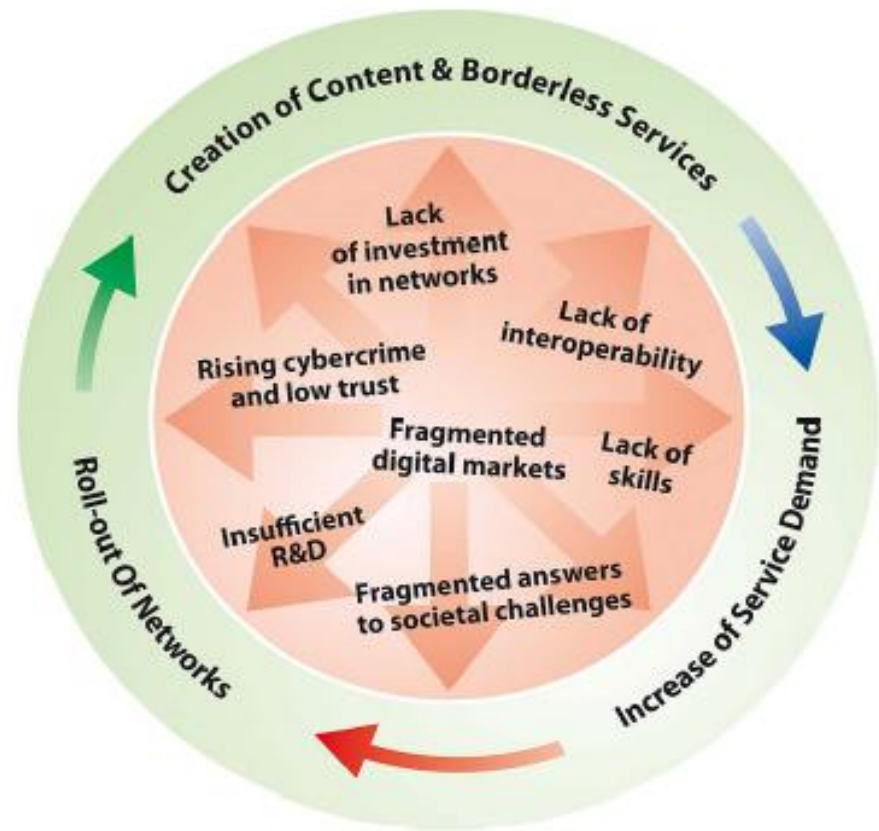 Creation of Content & Borderless Services
Lack
of investment
in networks
Lack of
interoperability
Rising cybercrime
and low trust
Fragmented
digital markets
Lack of
skills
Insufficient
R&D
Fragmented answers
to societal challenges
Increase of Service Demand
Roll-out Of Networks